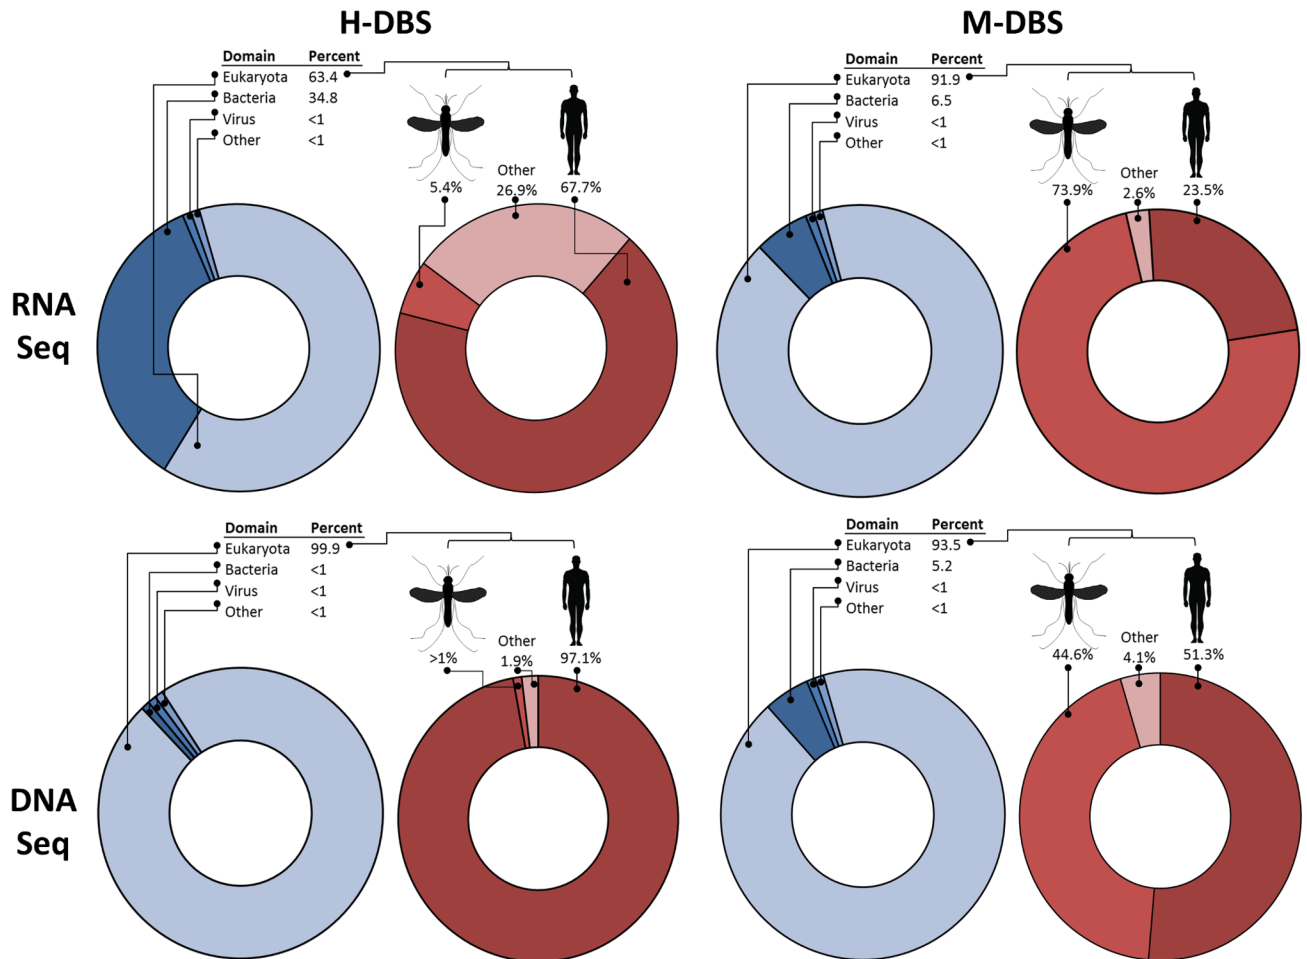 H-DBS
M-DBS
RNA
Seq
Domain Percent
Eukaryota 63.4
Bacteria 34.8
Virus <1
Other <1
Other
5.4% 26.9% 67.7%
Domain Percent
Eukaryota 91.9
Bacteria 6.5
Virus <1
Other <1
Other
73.9% 2.6% 23.5%
DNA
Seq
Domain Percent
Eukaryota 99.9
Bacteria <1
Virus <1
Other <1
Other
>1% 1.9% 97.1%
Domain Percent
Eukaryota 93.5
Bacteria 5.2
Virus <1
Other <1
Other
44.6% 4.1% 51.3%